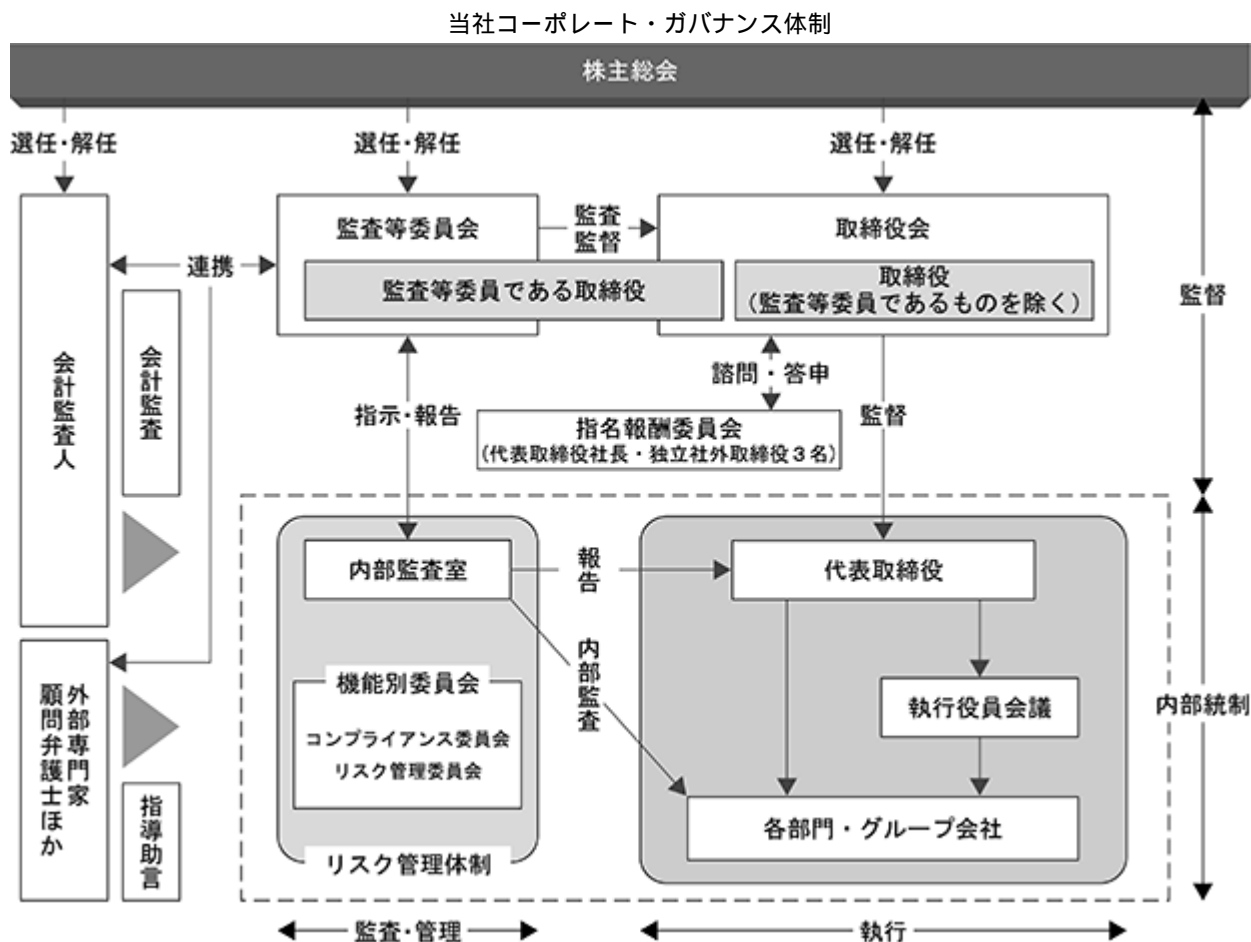 当社コーポレート・ガバナンス体制
株主総会
選任・解任
選任・解任
選任・解任
監査等委員会
監査
監督
取締役会
連携
監査等委員である取締役
取締役
(監査等委員であるものを除く)
監督
会計監査人
会計監査
諮問・答申
指示・報告
指名報酬委員会
(代表取締役社長・独立社外取締役3名)
監督
内部監査室
報告
代表取締役
内部監査
機能別委員会
コンプライアンス委員会
リスク管理委員会
執行役員会議
内部統制
外部専門家
顧問弁護士ほか
指導助言
各部門・グループ会社
リスク管理体制
監査・管理
執行